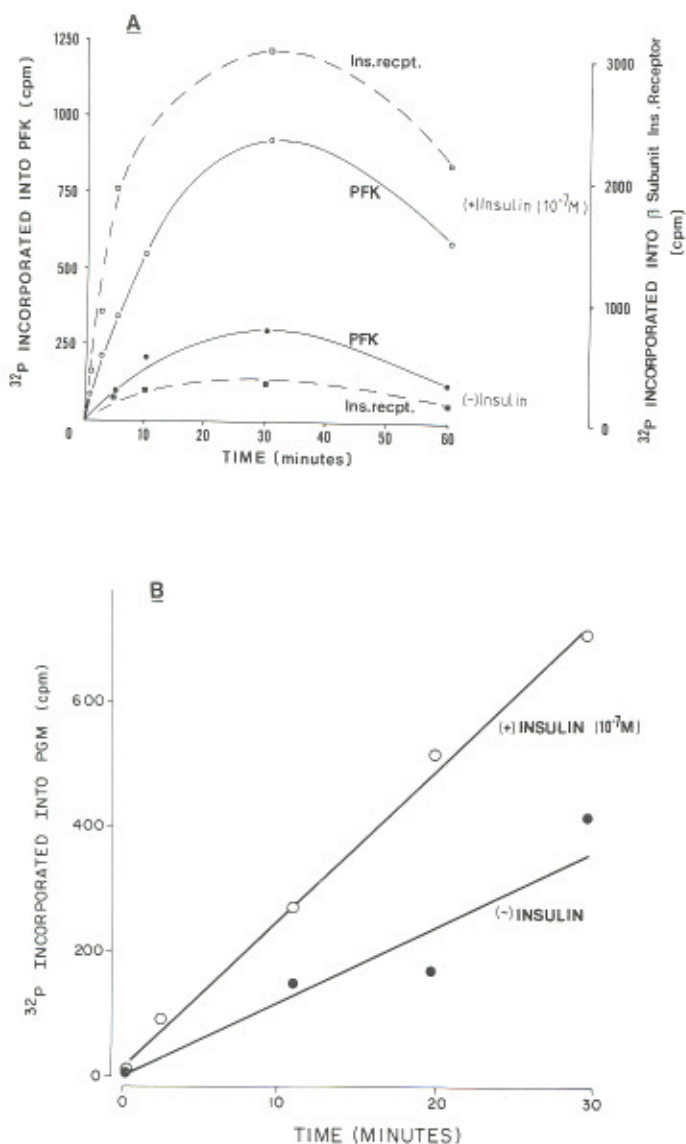 A
1250
1000
750
500
250
0
³²P INCORPORATED INTO PFK (cpm)
Ins.recpt.
PFK
(+)Insulin (10⁻⁷M)
PFK
Ins.recpt.
(-)Insulin
3000
2000
1000
0
³²P INCORPORATED INTO β Subunit Ins.Receptor
[cpm]
10 20 30 40 50 60
TIME (minutes)
B
600
400
200
0
³²P INCORPORATED INTO PGM (cpm)
(+) INSULIN (10⁻⁷M)
(-) INSULIN
0 10 20 30
TIME (MINUTES)